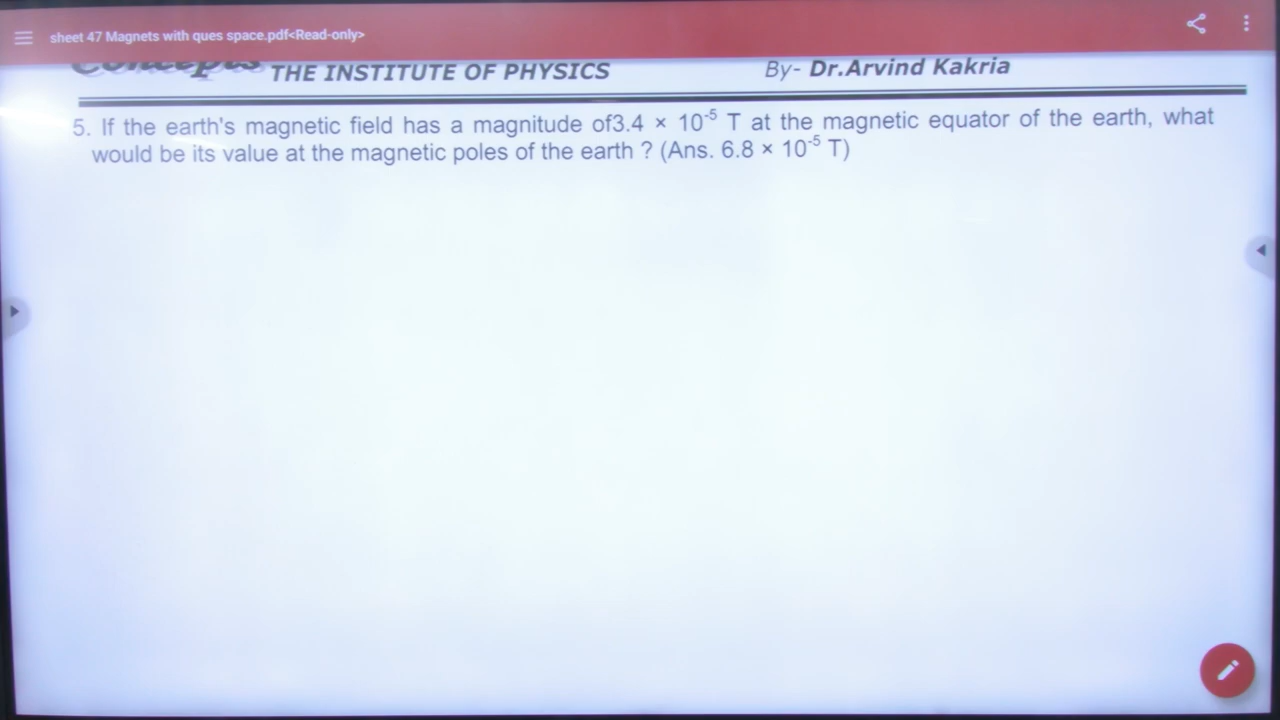 sheet 47 Magnets with ques space.pdf<Read-only>
Concepts THE INSTITUTE OF PHYSICS By- Dr.Arvind Kakria
5. If the earth's magnetic field has a magnitude of3.4 × 10⁻⁵ T at the magnetic equator of the earth, what
would be its value at the magnetic poles of the earth ? (Ans. 6.8 × 10⁻⁵ T)